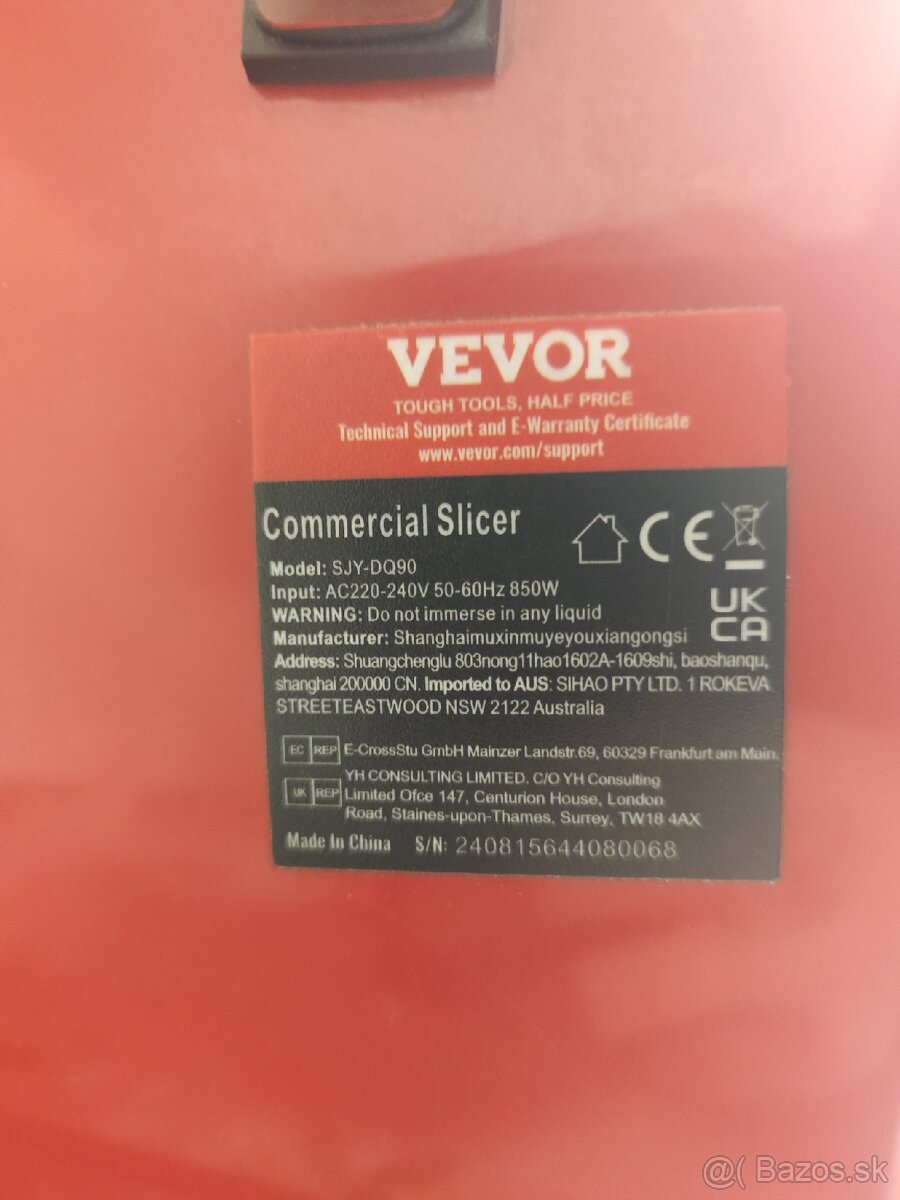 VEVOR
TOUGH TOOLS, HALF PRICE
Technical Support and E-Warranty Certificate
www.vevor.com/support
Commercial Slicer
CE
Model: SJY-DQ90
Input: AC220-240V 50-60Hz 850W
WARNING: Do not immerse in any liquid
UK
CA
Manufacturer: Shanghaimuxinmuyeyouxiangongsi
Address: Shuangchenglu 803nong11hao1602A-1609shi, baoshanqu,
shanghai 200000 CN. Imported to AUS: SIHAO PTY LTD. 1 ROKEVA
STREETEASTWOOD NSW 2122 Australia
EC REP E-CrossStu GmbH Mainzer Landstr.69, 60329 Frankfurt am Main.
UK REP YH CONSULTING LIMITED. C/O YH Consulting
Limited Ofce 147, Centurion House, London
Road, Staines-upon-Thames, Surrey, TW18 4AX
Made In China S/N: 240815644080068
@( Bazos.sk